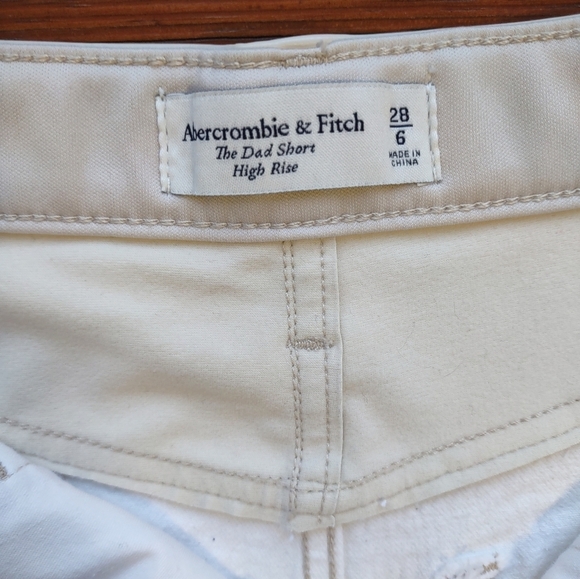 Abercrombie & Fitch
The Dad Short
High Rise
28
6
MADE IN
CHINA